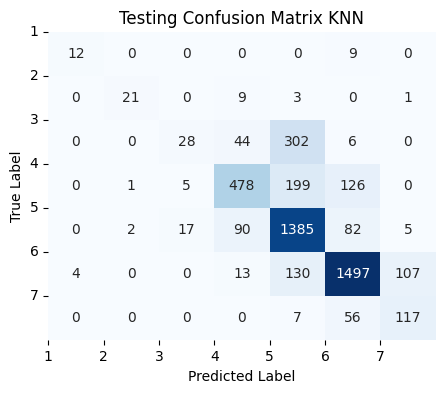 Testing Confusion Matrix KNN
1
12 0 0 0 0 9 0
2
0 21 0 9 3 0 1
3
0 0 28 44 302 6 0
4
0 1 5 478 199 126 0
5
0 2 17 90 1385 82 5
6
4 0 0 13 130 1497 107
7
0 0 0 0 7 56 117
1 2 3 4 5 6 7
True Label
Predicted Label